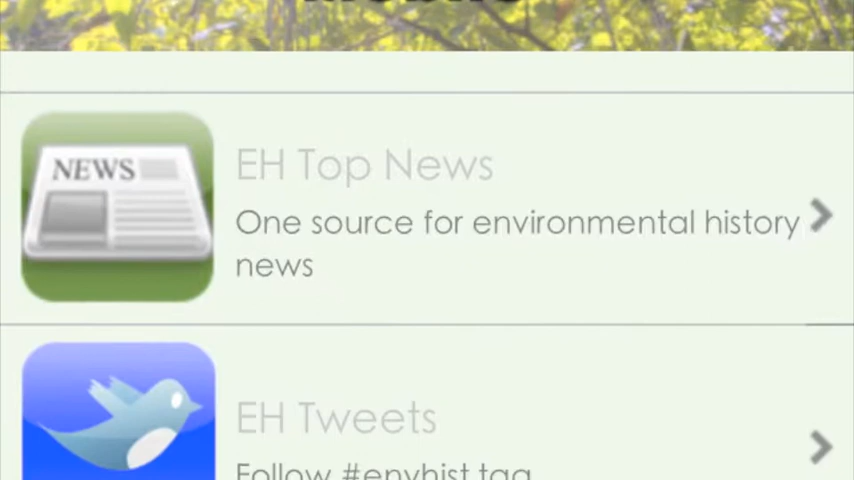 NEWS
EH Top News
One source for environmental history
news
EH Tweets
Follow #envhist tag